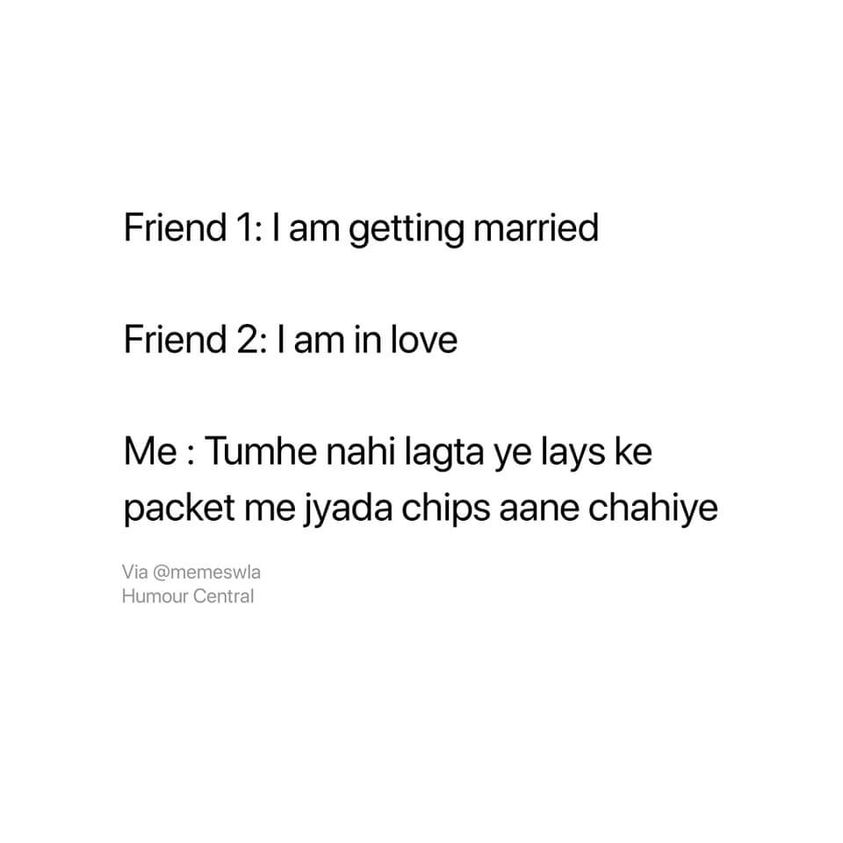 Friend 1: I am getting married
Friend 2: I am in love
Me : Tumhe nahi lagta ye lays ke
packet me jyada chips aane chahiye
Via @memeswla
Humour Central